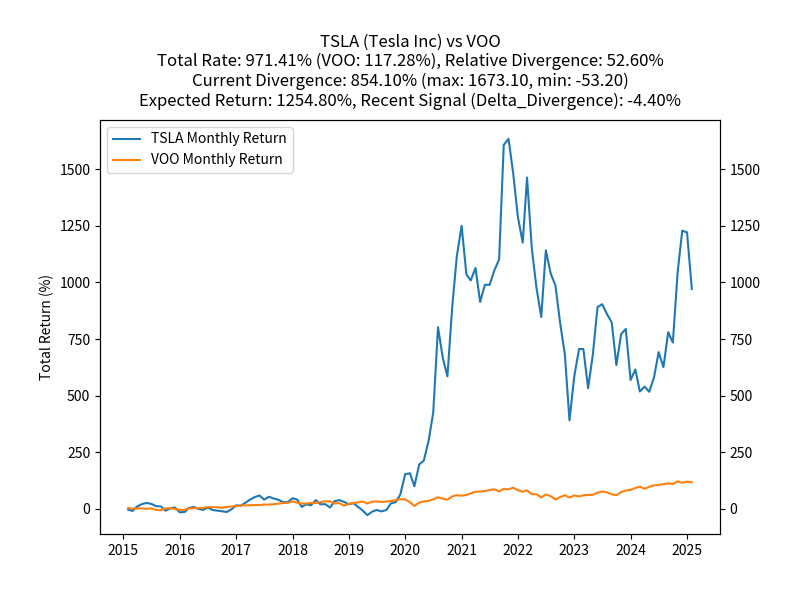 TSLA (Tesla Inc) vs VOO
Total Rate: 971.41% (VOO: 117.28%), Relative Divergence: 52.60%
Current Divergence: 854.10% (max: 1673.10, min: -53.20)
Expected Return: 1254.80%, Recent Signal (Delta_Divergence): -4.40%
TSLA Monthly Return
VOO Monthly Return
Total Return (%)
1500
1250
1000
750
500
250
0
1500
1250
1000
750
500
250
0
2015 2016 2017 2018 2019 2020 2021 2022 2023 2024 2025